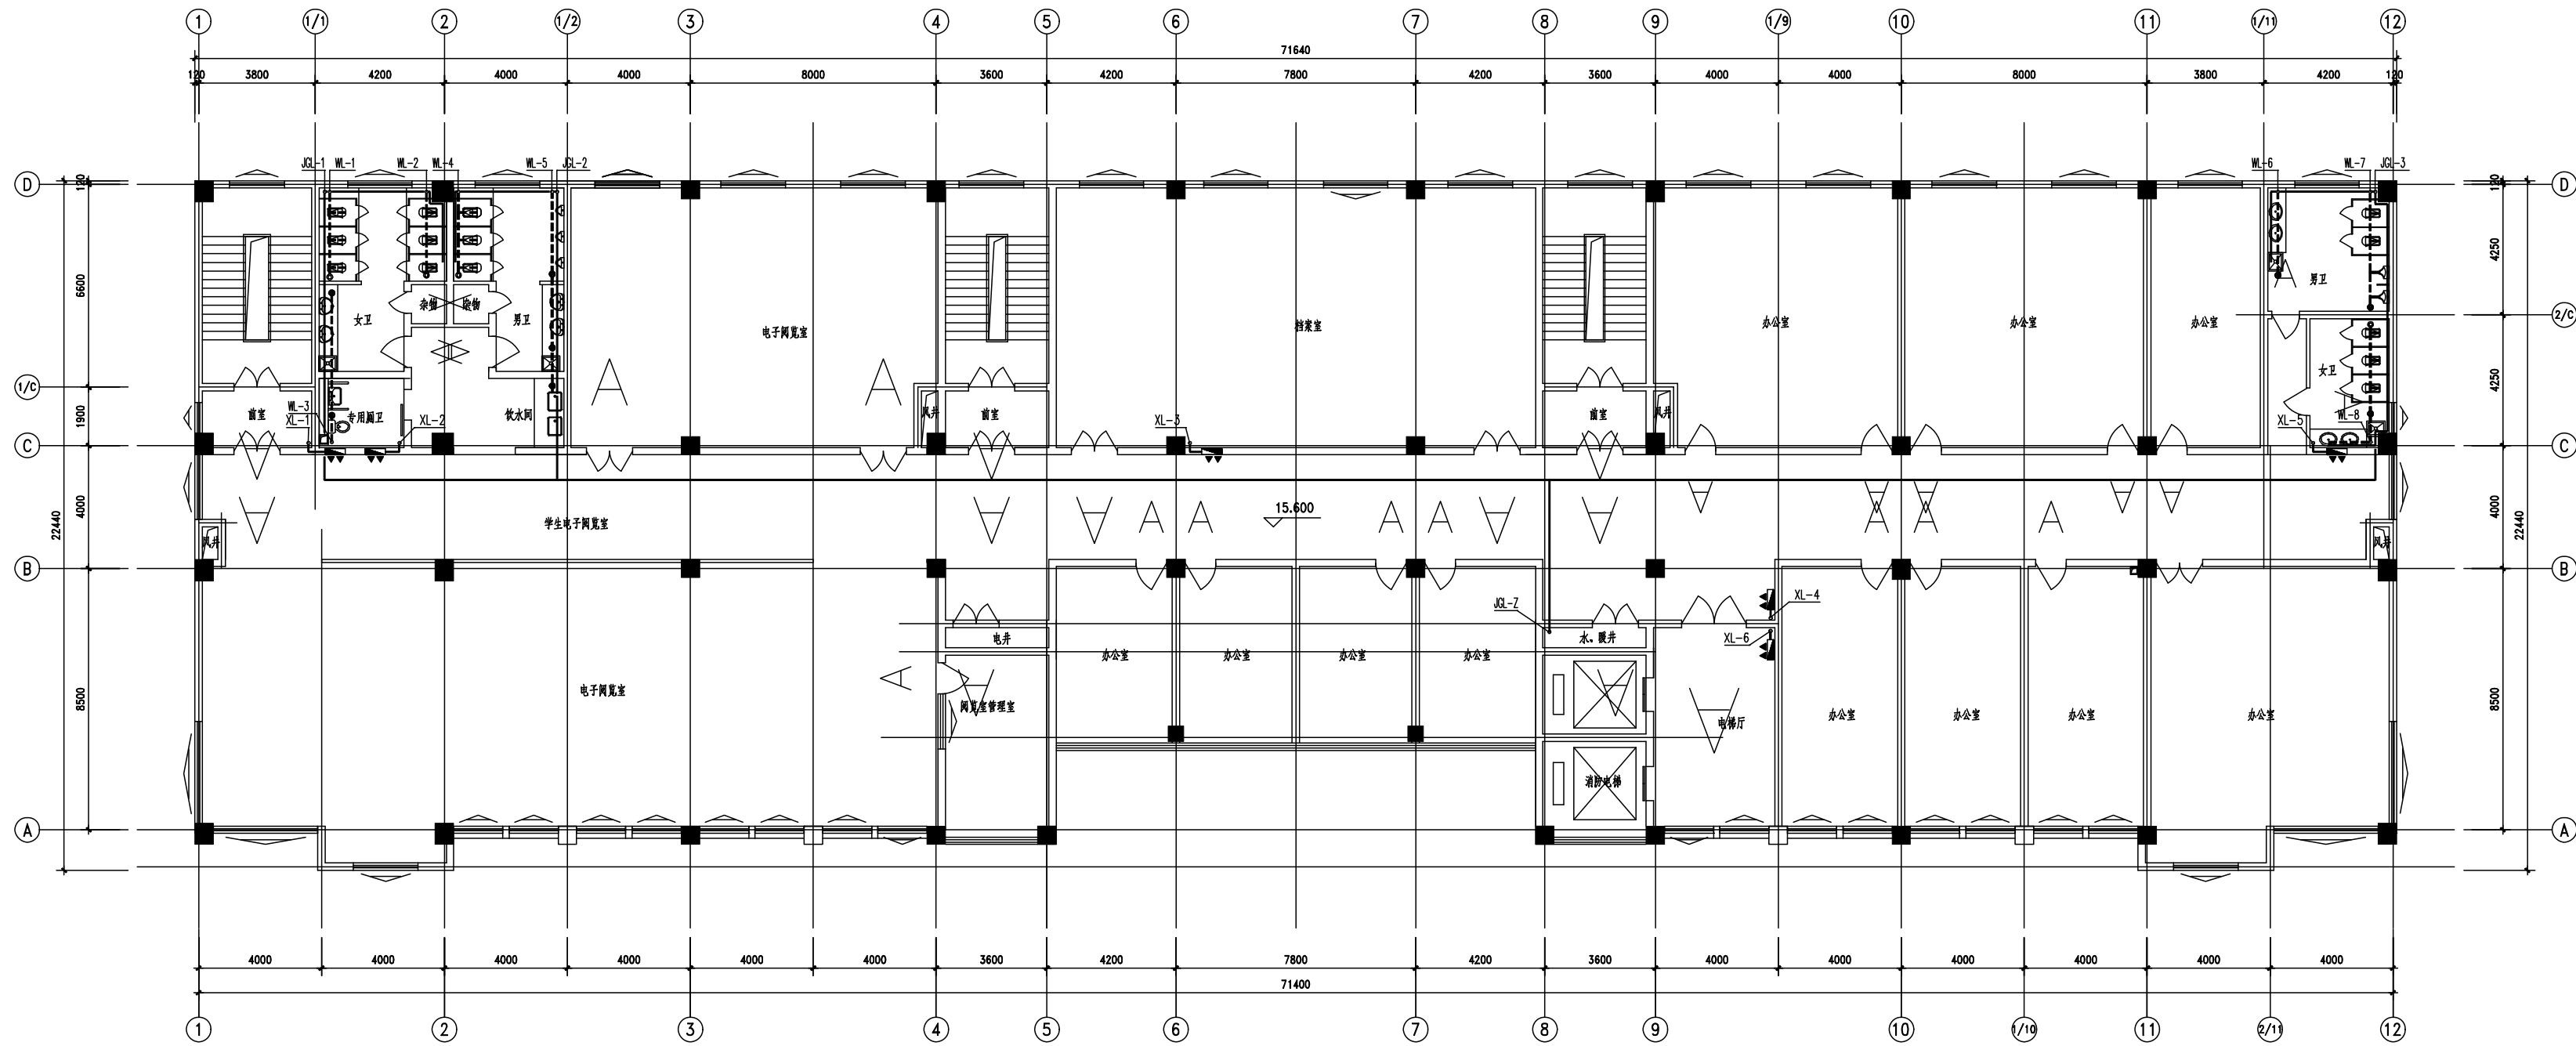 1 1/1 2 1/2 3 4 5 6 7 8 9 1/9 10 11 1/11 12
71640
120 3800 4200 4000 4000 8000 3600 4200 7800 4200 3600 4000 4000 8000 3800 4200 120
JGL-1 WL-1 WL-2 WL-4 WL-5 JGL-2 WL-6 WL-7 JGL-3
D 120 120 D
6600 4250
男卫
杂物 杂物
女卫 男卫 电子阅览室 档案室 办公室 办公室 办公室 2/C
女卫
4250
1/C
1900
WL-3
XL-1 前室 专用厕卫 XL-2 饮水间 风井 前室 XL-3 前室 风井 XL-5 WL-8
C C
22440 4000 15.600 4000 22440
学生电子阅览室
风井 风井
B B
JGL-Z XL-4
电井 水、暖井 XL-6
办公室 办公室 办公室 办公室
8500 电子阅览室 阅览室管理室 电梯厅 办公室 办公室 办公室 办公室 8500
消防电梯
A A
4000 4000 4000 4000 4000 4000 3600 4200 7800 4200 3600 4000 4000 4000 4000 4000 4000
71400
1 2 3 4 5 6 7 8 9 10 1/10 11 2/11 12